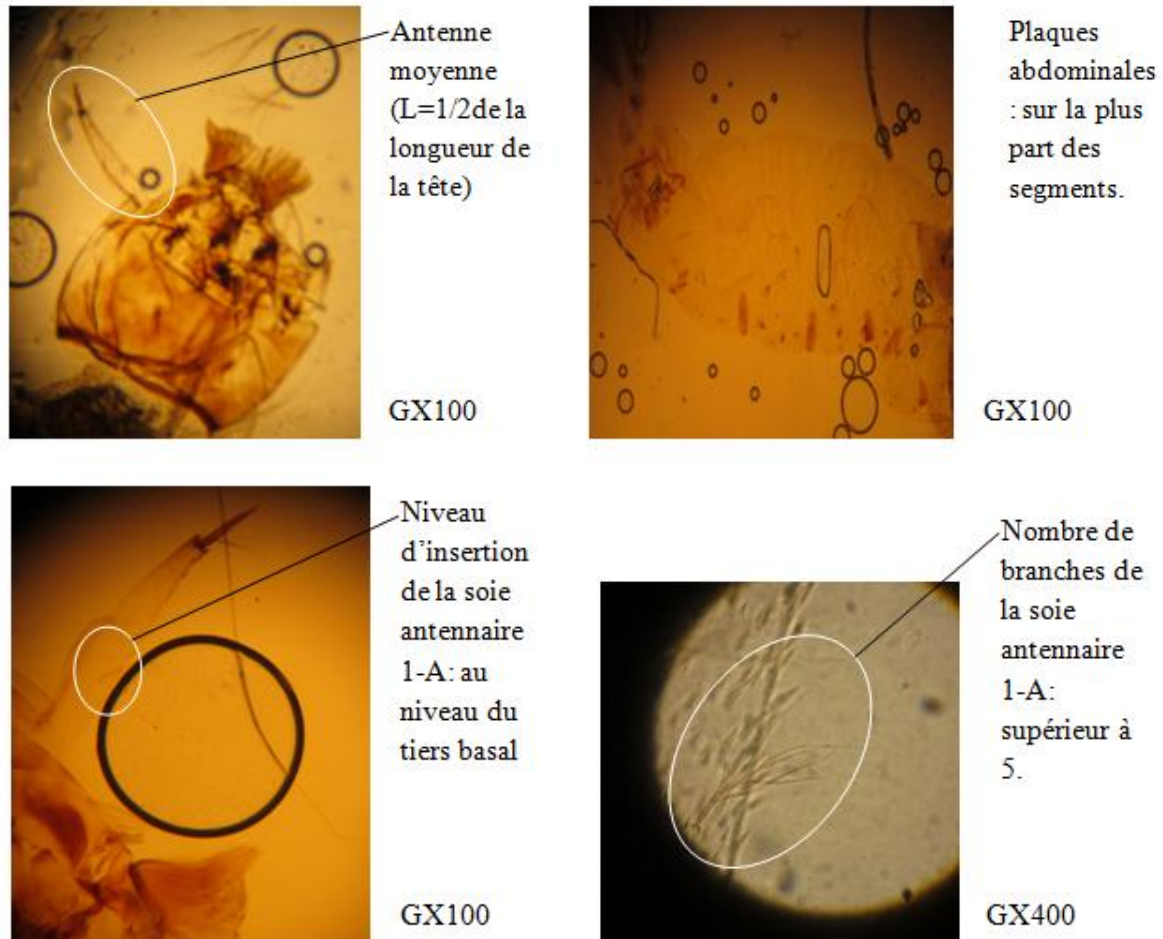 Antenne
moyenne
(L=1/2de la
longueur de
la tête)
GX100
Plaques
abdominales
: sur la plus
part des
segments.
GX100
Niveau
d’insertion
de la soie
antennaire
1-A: au
niveau du
tiers basal
GX100
Nombre de
branches de
la soie
antennaire
1-A:
supérieur à
5.
GX400